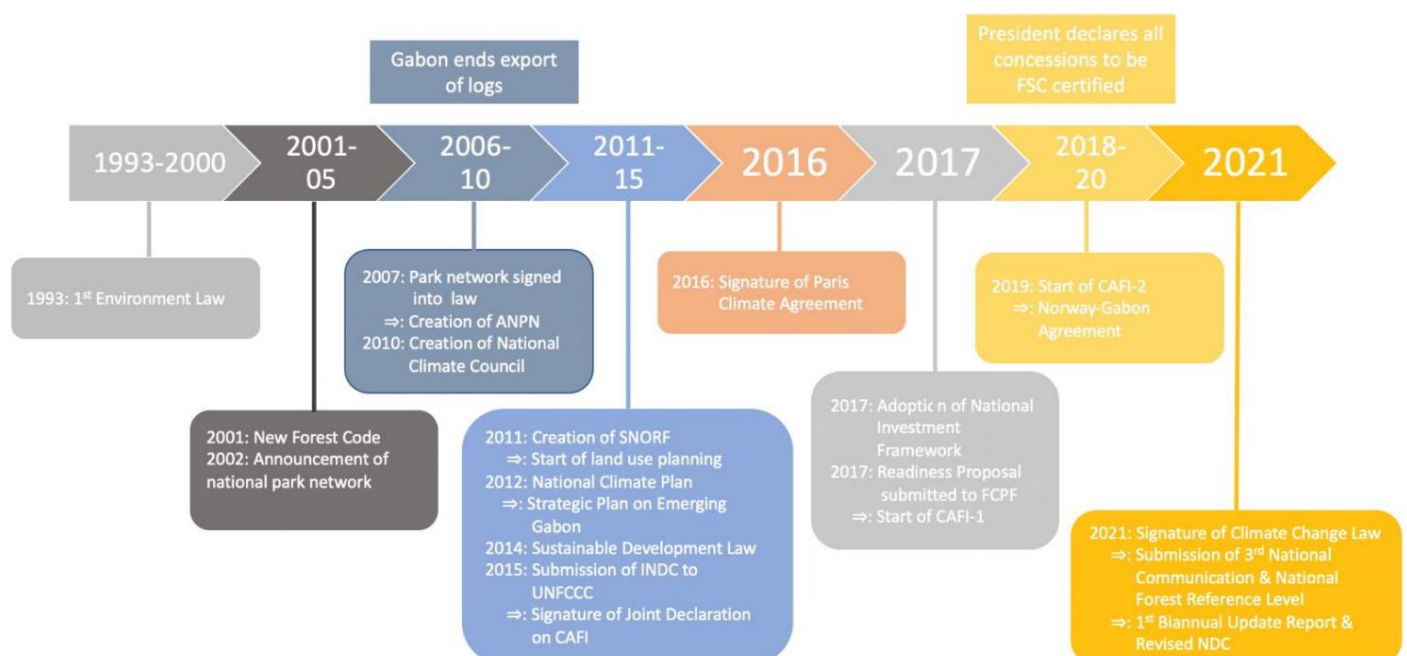 Gabon ends export
of logs
President declares all
concessions to be
FSC certified
1993-2000
2001-
05
2006-
10
2011-
15
2016
2017
2018-
20
2021
1993: 1st Environment Law
2001: New Forest Code
2002: Announcement of
national park network
2007: Park network signed
into law
⇒: Creation of ANPN
2010: Creation of National
Climate Council
2011: Creation of SNORF
⇒: Start of land use planning
2012: National Climate Plan
⇒: Strategic Plan on Emerging
Gabon
2014: Sustainable Development Law
2015: Submission of INDC to
UNFCCC
⇒: Signature of Joint Declaration
on CAFI
2016: Signature of Paris
Climate Agreement
2017: Adoption of National
Investment
Framework
2017: Readiness Proposal
submitted to FCPF
⇒: Start of CAFI-1
2019: Start of CAFI-2
⇒: Norway-Gabon
Agreement
2021: Signature of Climate Change Law
⇒: Submission of 3rd National
Communication & National
Forest Reference Level
⇒: 1st Biannual Update Report &
Revised NDC